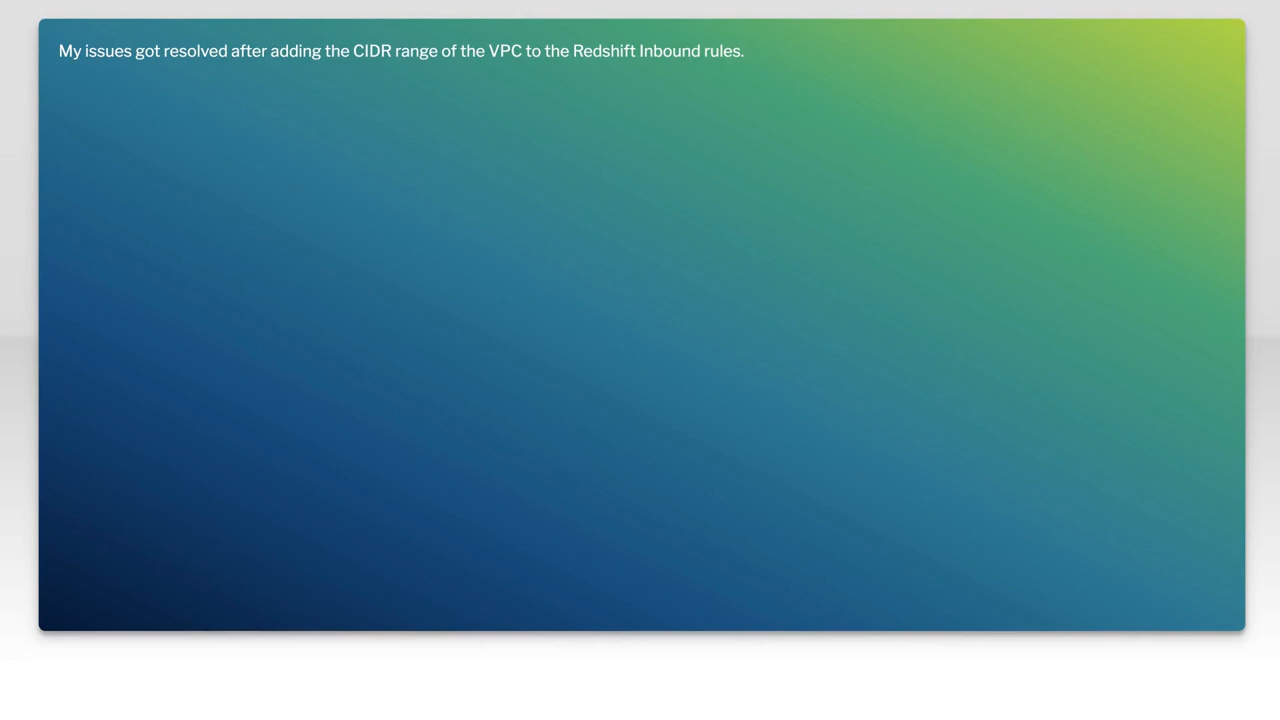 My issues got resolved after adding the CIDR range of the VPC to the Redshift Inbound rules.